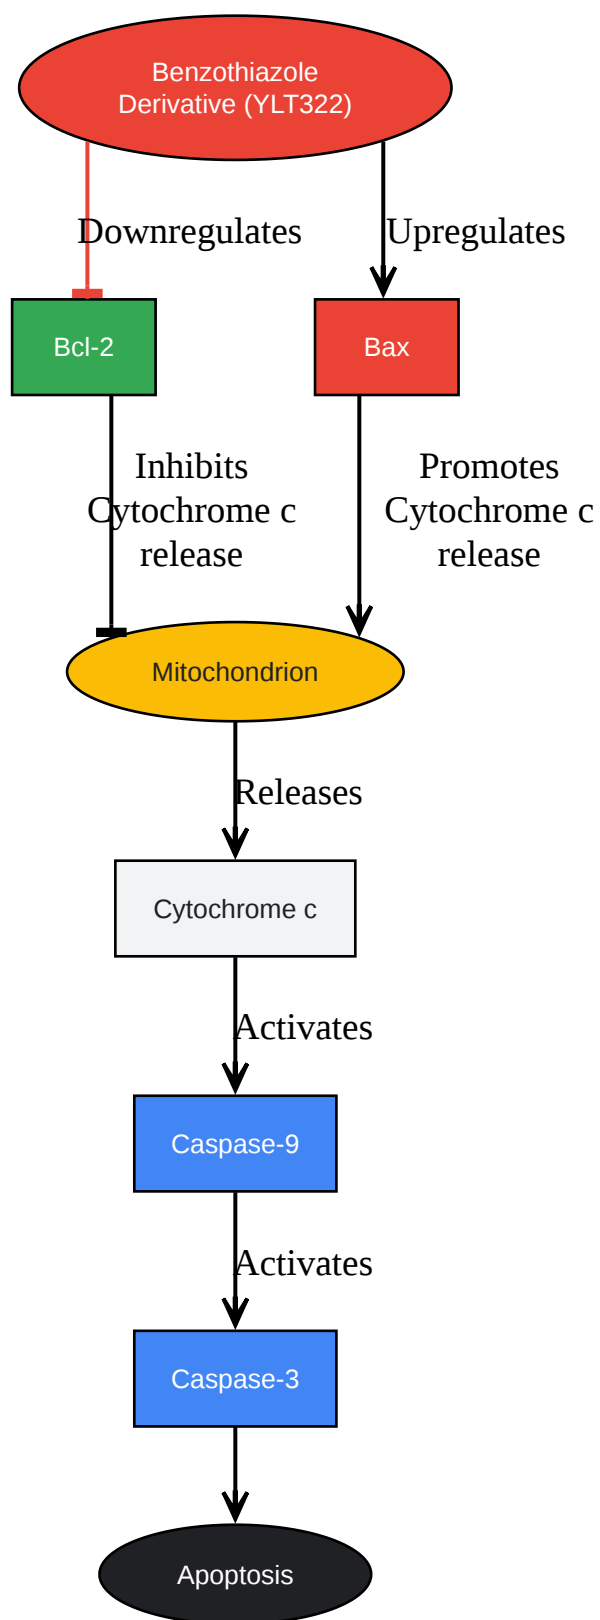 Benzothiazole
Derivative (YLT322)
Downregulates
Upregulates
Bcl-2
Bax
Inhibits
Cytochrome c
release
Promotes
Cytochrome c
release
Mitochondrion
Releases
Cytochrome c
Activates
Caspase-9
Activates
Caspase-3
Apoptosis